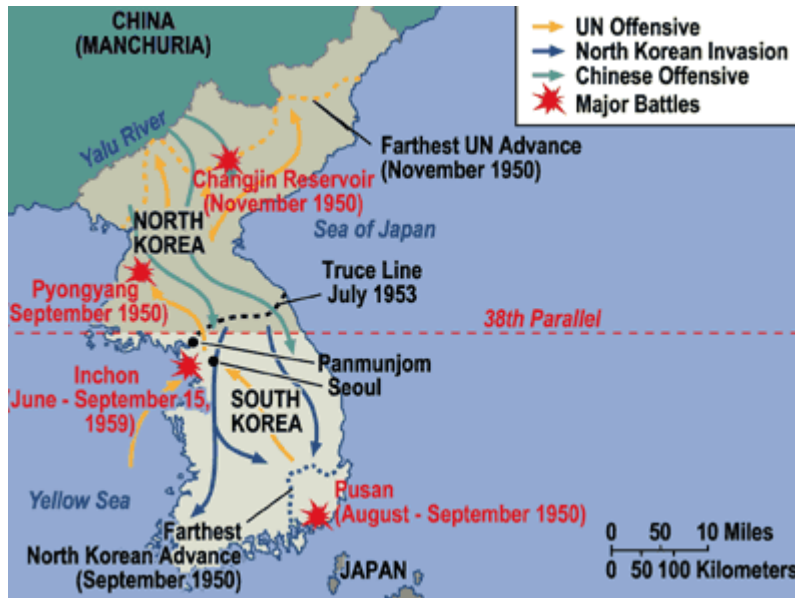 CHINA
(MANCHURIA)
UN Offensive
North Korean Invasion
Chinese Offensive
Major Battles
Yalu River
Farthest UN Advance
(November 1950)
Changjin Reservoir
(November 1950)
NORTH
KOREA
Sea of Japan
Pyongyang
September 1950)
Truce Line
July 1953
38th Parallel
Panmunjom
Seoul
Inchon
(June - September 15,
1959)
SOUTH
KOREA
Yellow Sea
Pusan
(August - September 1950)
Farthest
North Korean Advance
(September 1950)
JAPAN
0 50 10 Miles
0 50 100 Kilometers